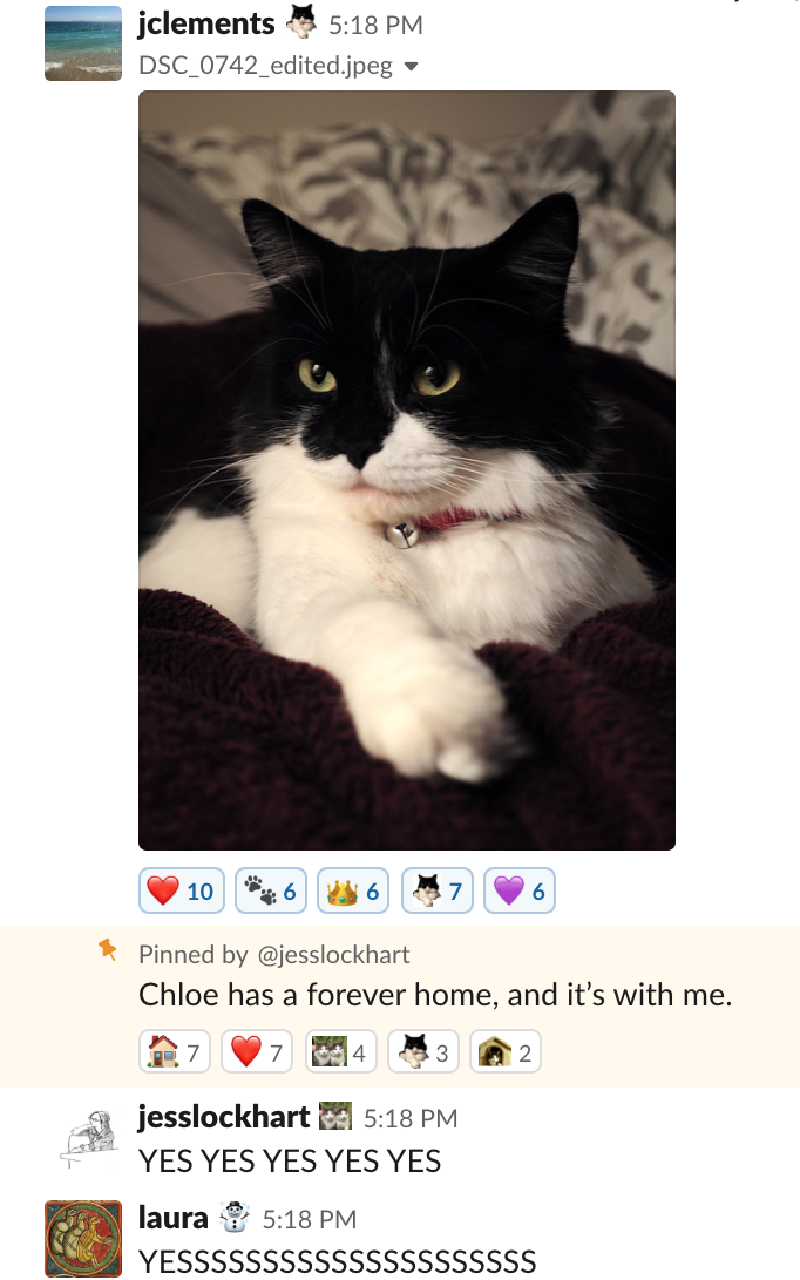 jclements 5:18 PM
DSC_0742_edited.jpeg
10 6 6 7 6
Pinned by @jesslockhart
Chloe has a forever home, and it’s with me.
7 7 4 3 2
jesslockhart 5:18 PM
YES YES YES YES YES
laura 5:18 PM
YESSSSSSSSSSSSSSSSSSSSS